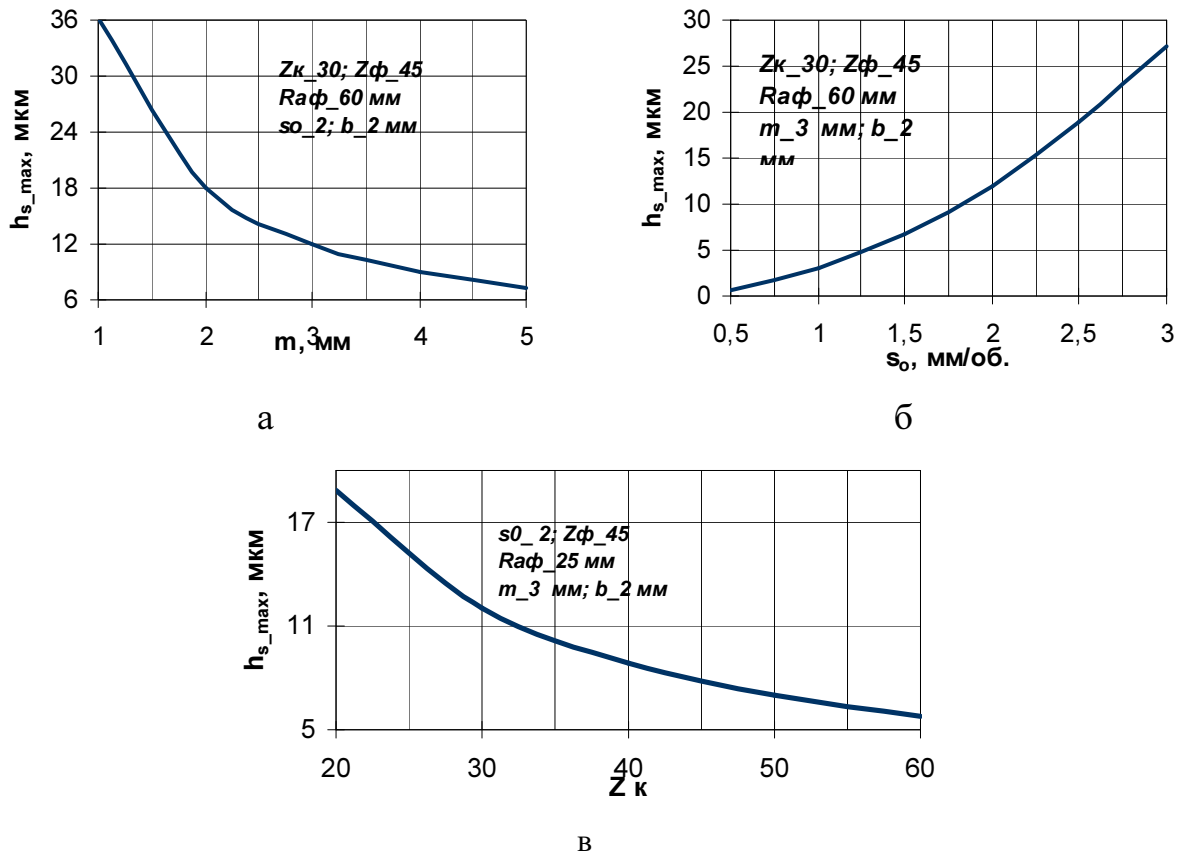 36
30
24
18
12
6
hs_max, мкм
Zк_30; Zф_45
Rаф_60 мм
so_2; b_2 мм
1 2 3 4 5
m, мм
а
30
25
20
15
10
5
0
hs_max, мкм
Zк_30; Zф_45
Rаф_60 мм
m_3 мм; b_2
мм
0,5 1 1,5 2 2,5 3
so, мм/об.
б
17
11
5
hs_max, мкм
s0_ 2; Zф_45
Rаф_25 мм
m_3 мм; b_2 мм
20 30 40 50 60
Z к
в